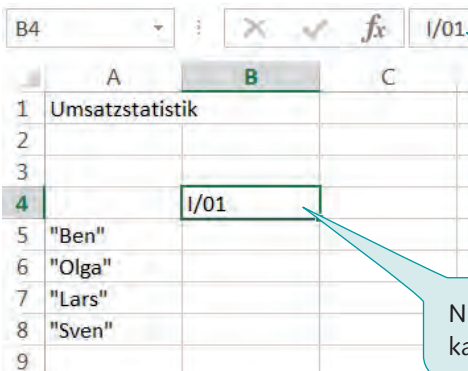 B4 fx I/01
A B C
1 Umsatzstatistik
2
3
4 I/01
5 "Ben"
6 "Olga"
7 "Lars"
8 "Sven"
9